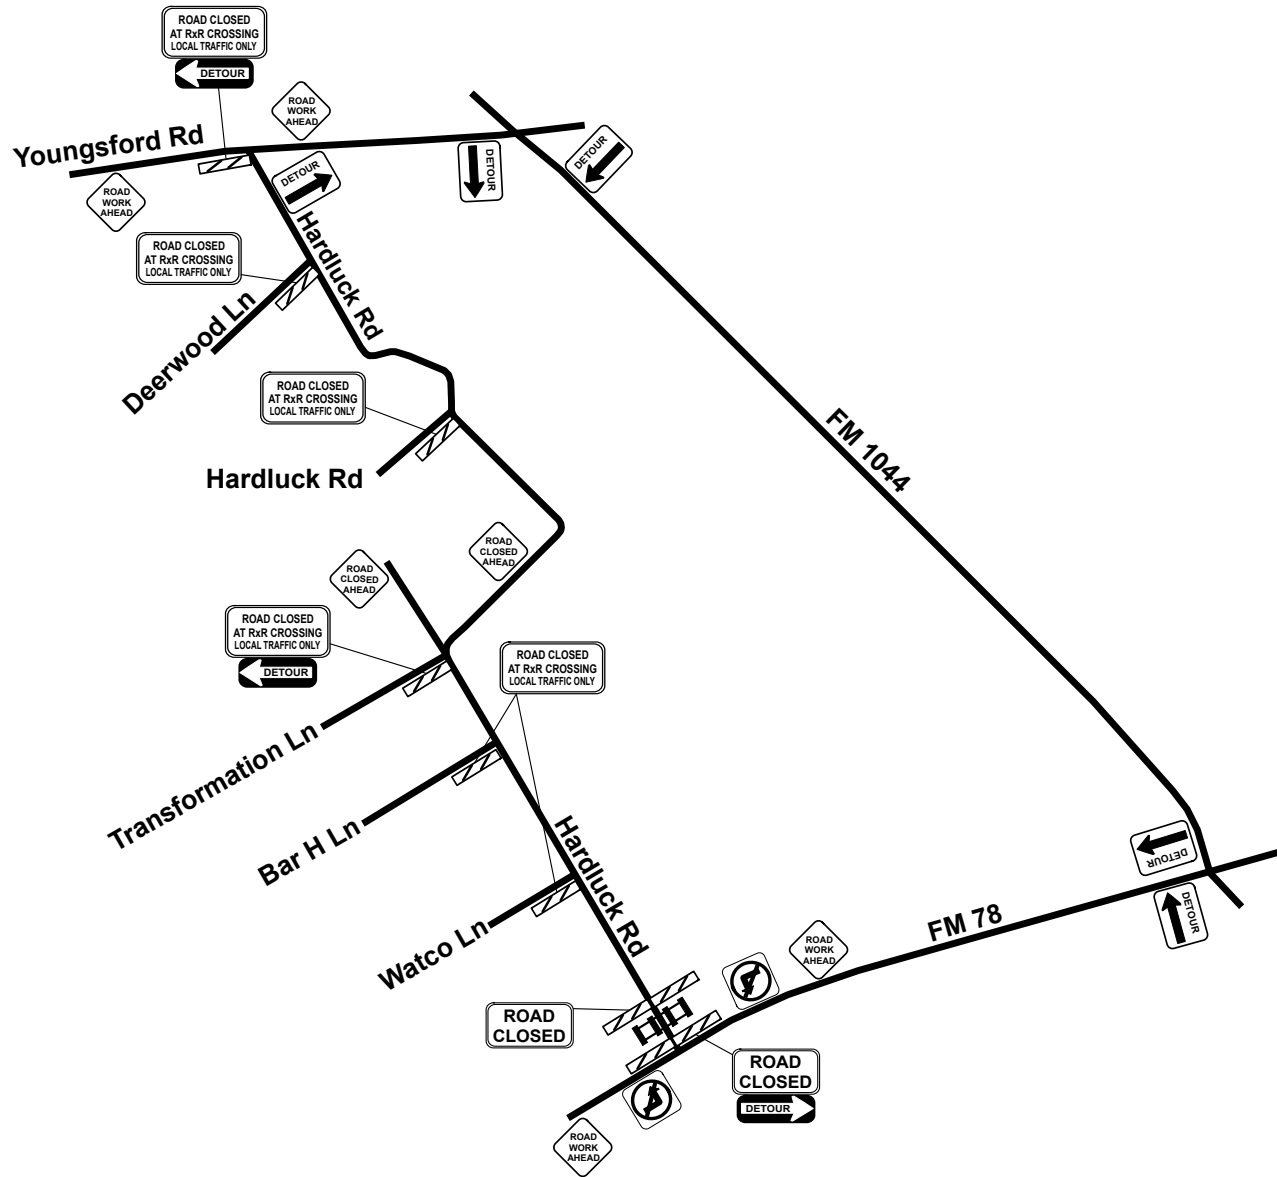 ROAD CLOSED
AT RxR CROSSING
LOCAL TRAFFIC ONLY
DETOUR
ROAD
WORK
AHEAD
Youngsford Rd
DETOUR
DETOUR
DETOUR
ROAD
WORK
AHEAD
ROAD CLOSED
AT RxR CROSSING
LOCAL TRAFFIC ONLY
Hardluck Rd
Deerwood Ln
ROAD CLOSED
AT RxR CROSSING
LOCAL TRAFFIC ONLY
Hardluck Rd
FM 1044
ROAD
CLOSED
AHEAD
ROAD
CLOSED
AHEAD
ROAD CLOSED
AT RxR CROSSING
LOCAL TRAFFIC ONLY
DETOUR
ROAD CLOSED
AT RxR CROSSING
LOCAL TRAFFIC ONLY
Transformation Ln
Bar H Ln
Hardluck Rd
Watco Ln
DETOUR
DETOUR
FM 78
ROAD
WORK
AHEAD
ROAD
CLOSED
ROAD
CLOSED
DETOUR
ROAD
WORK
AHEAD